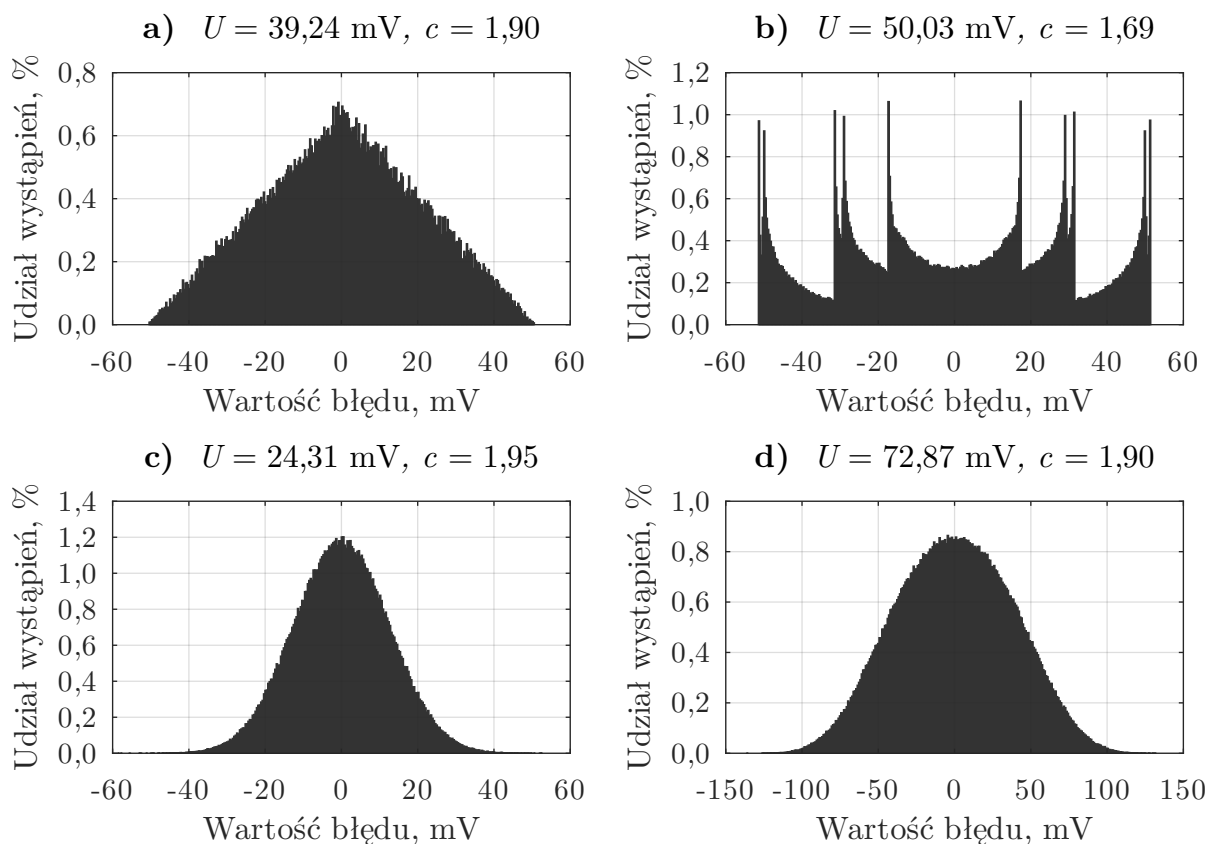 a) U = 39,24 mV, c = 1,90
Udział wystąpień, %
0,8
0,6
0,4
0,2
0,0
-60 -40 -20 0 20 40 60
Wartość błędu, mV
b) U = 50,03 mV, c = 1,69
Udział wystąpień, %
1,2
1,0
0,8
0,6
0,4
0,2
0,0
-60 -40 -20 0 20 40 60
Wartość błędu, mV
c) U = 24,31 mV, c = 1,95
Udział wystąpień, %
1,4
1,2
1,0
0,8
0,6
0,4
0,2
0,0
-60 -40 -20 0 20 40 60
Wartość błędu, mV
d) U = 72,87 mV, c = 1,90
Udział wystąpień, %
1,0
0,8
0,6
0,4
0,2
0,0
-150 -100 -50 0 50 100 150
Wartość błędu, mV